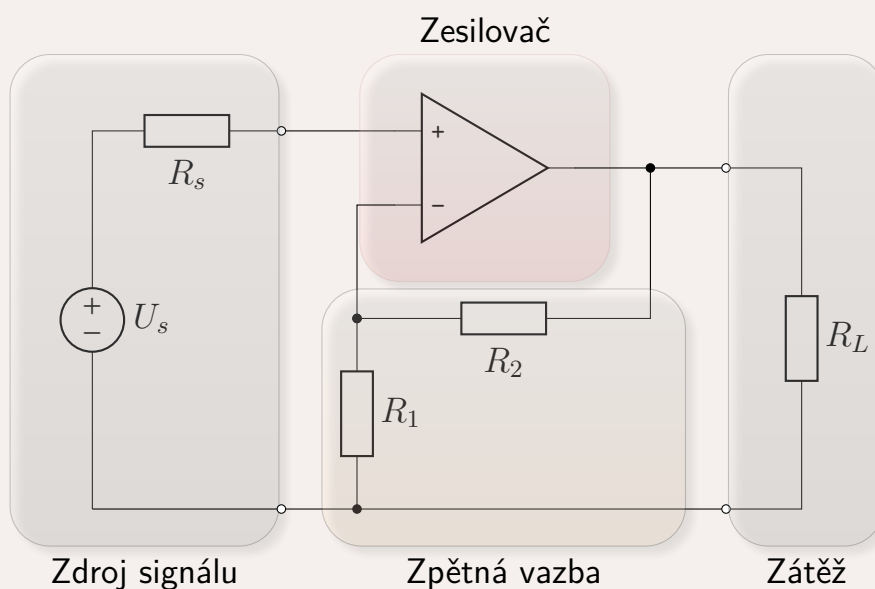 Zesilovač
R_s
+
−
+
−
U_s
R_2
R_1
R_L
Zdroj signálu
Zpětná vazba
Zátěž